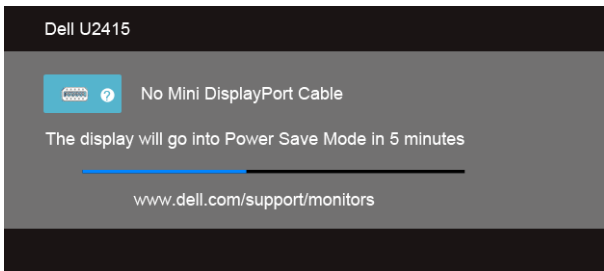 Dell U2415
?
No Mini DisplayPort Cable
The display will go into Power Save Mode in 5 minutes
www.dell.com/support/monitors